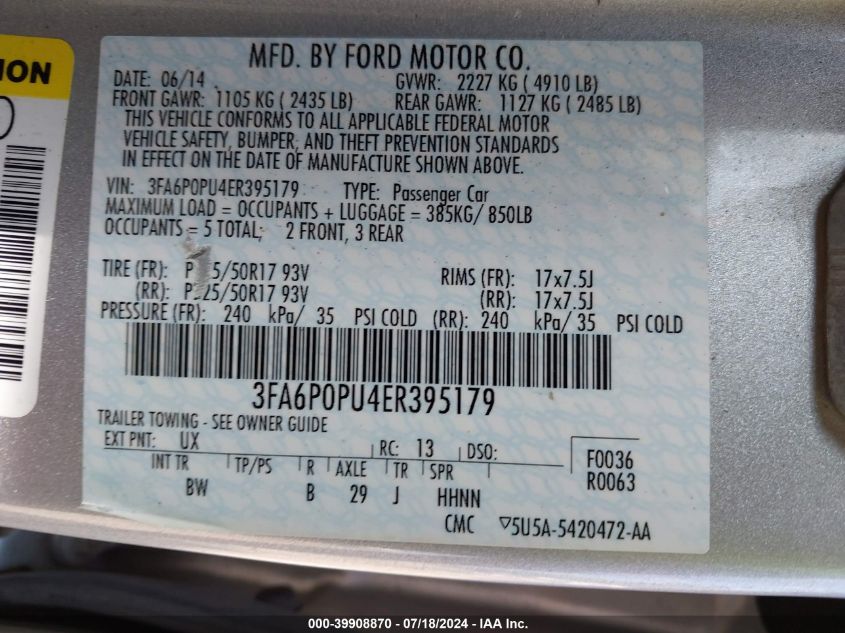 ION
MFD. BY FORD MOTOR CO.
DATE: 06/14 GVWR: 2227 KG ( 4910 LB)
FRONT GAWR: 1105 KG ( 2435 LB) REAR GAWR: 1127 KG ( 2485 LB)
THIS VEHICLE CONFORMS TO ALL APPLICABLE FEDERAL MOTOR
VEHICLE SAFETY, BUMPER, AND THEFT PREVENTION STANDARDS
IN EFFECT ON THE DATE OF MANUFACTURE SHOWN ABOVE.
VIN: 3FA6P0PU4ER395179 TYPE: Passenger Car
MAXIMUM LOAD = OCCUPANTS + LUGGAGE = 385KG/ 850LB
OCCUPANTS = 5 TOTAL; 2 FRONT, 3 REAR
TIRE (FR): P 5/50R17 93V RIMS (FR): 17x7.5J
(RR): P225/50R17 93V (RR): 17x7.5J
PRESSURE (FR): 240 kPa/ 35 PSI COLD (RR): 240 kPa/ 35 PSI COLD
3FA6P0PU4ER395179
TRAILER TOWING - SEE OWNER GUIDE
EXT PNT: UX RC: 13 DSO: F0036
INT TR TP/PS R AXLE TR SPR R0063
BW B 29 J HHNN
CMC ▽5U5A-5420472-AA
000-39908870 - 07/18/2024 - IAA Inc.